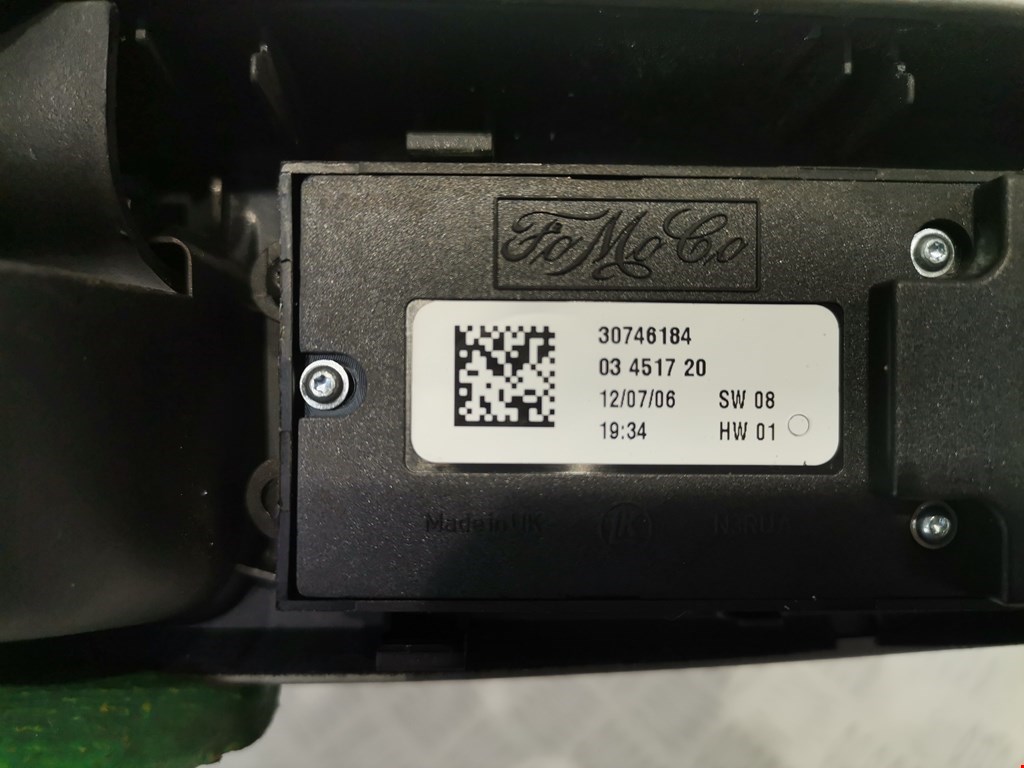 FoMoCo
30746184
03 4517 20
12/07/06 SW 08
19:34 HW 01
Made in UK